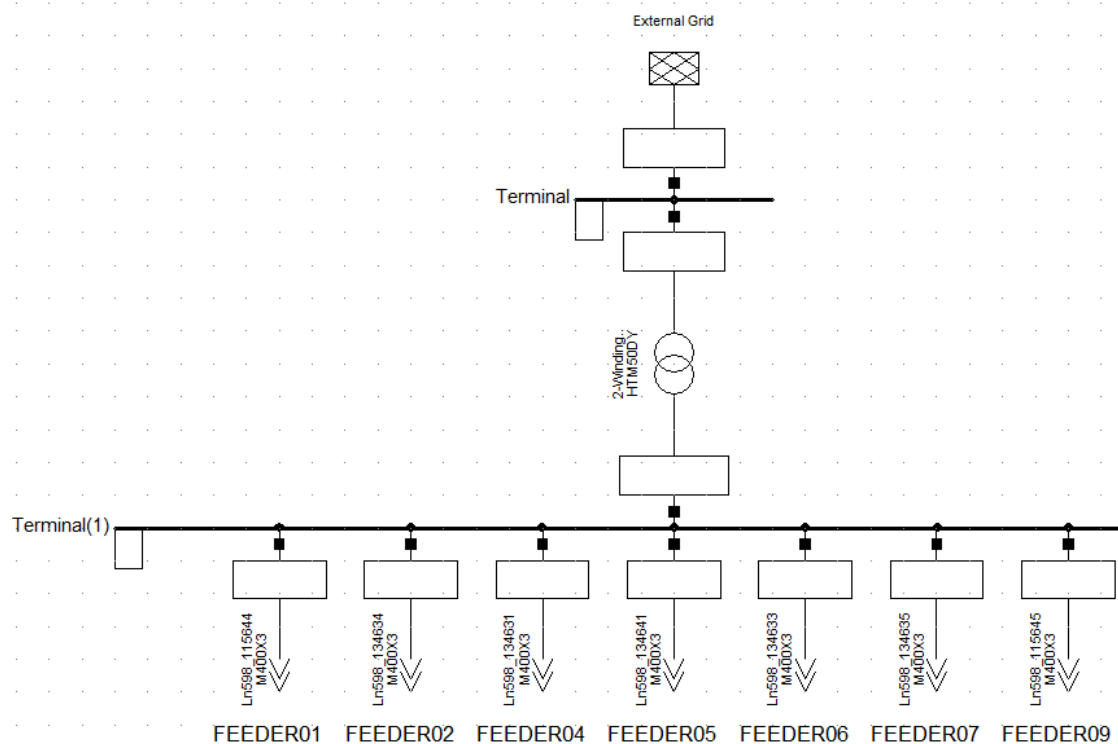 External Grid
Terminal
2-Winding..
HTM50DY
Terminal(1)
Ln598_115644
M400X3
Ln598_134634
M400X3
Ln598_134631
M400X3
Ln598_134641
M400X3
Ln598_134633
M400X3
Ln598_134635
M400X3
Ln598_115645
M400X3
FEEDER01
FEEDER02
FEEDER04
FEEDER05
FEEDER06
FEEDER07
FEEDER09